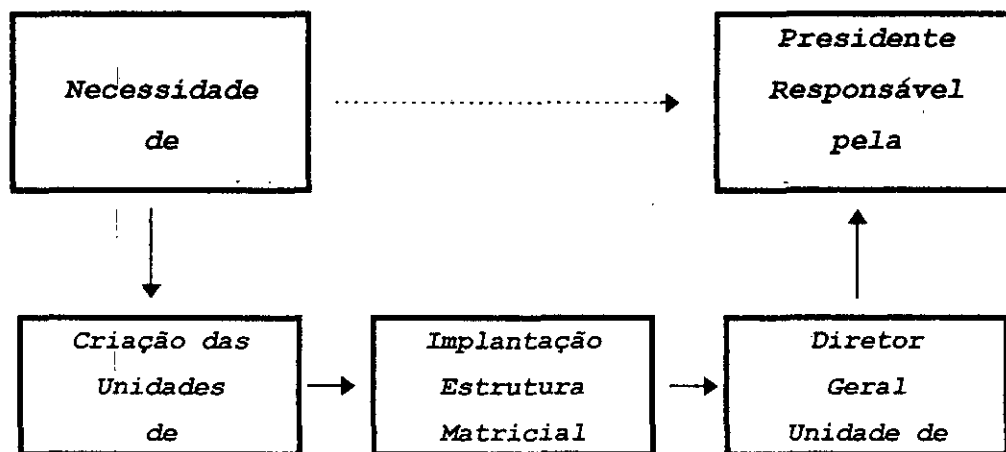 Necessidade
de
Presidente
Responsável
pela
Criação das
Unidades
de
Implantação
Estrutura
Matricial
Diretor
Geral
Unidade de